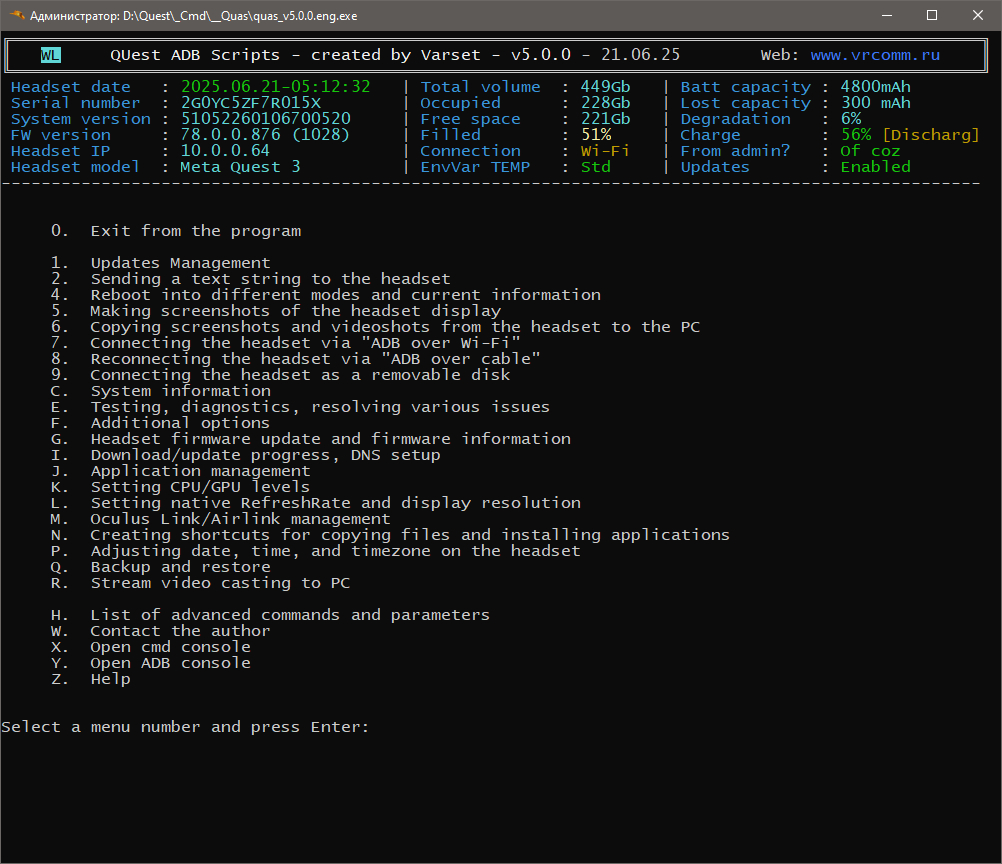 Администратор: D:\Quest\_Cmd\__Quas\quas_v5.0.0.eng.exe
WL QUest ADB Scripts - created by Varset - v5.0.0 - 21.06.25 Web: www.vrcomm.ru
Headset date : 2025.06.21-05:12:32 | Total volume : 449Gb | Batt capacity : 4800mAh
Serial number : 2G0YC5ZF7R015X | Occupied : 228Gb | Lost capacity : 300 mAh
System version : 51052260106700520 | Free space : 221Gb | Degradation : 6%
FW version : 78.0.0.876 (1028) | Filled : 51% | Charge : 56% [Discharg]
Headset IP : 10.0.0.64 | Connection : Wi-Fi | From admin? : Of coz
Headset model : Meta Quest 3 | EnvVar TEMP : Std | Updates : Enabled
--------------------------------------------------------------------------------------------------
0. Exit from the program
1. Updates Management
2. Sending a text string to the headset
4. Reboot into different modes and current information
5. Making screenshots of the headset display
6. Copying screenshots and videoshots from the headset to the PC
7. Connecting the headset via "ADB over Wi-Fi"
8. Reconnecting the headset via "ADB over cable"
9. Connecting the headset as a removable disk
C. System information
E. Testing, diagnostics, resolving various issues
F. Additional options
G. Headset firmware update and firmware information
I. Download/update progress, DNS setup
J. Application management
K. Setting CPU/GPU levels
L. Setting native RefreshRate and display resolution
M. Oculus Link/Airlink management
N. Creating shortcuts for copying files and installing applications
P. Adjusting date, time, and timezone on the headset
Q. Backup and restore
R. Stream video casting to PC
H. List of advanced commands and parameters
W. Contact the author
X. Open cmd console
Y. Open ADB console
Z. Help
Select a menu number and press Enter: